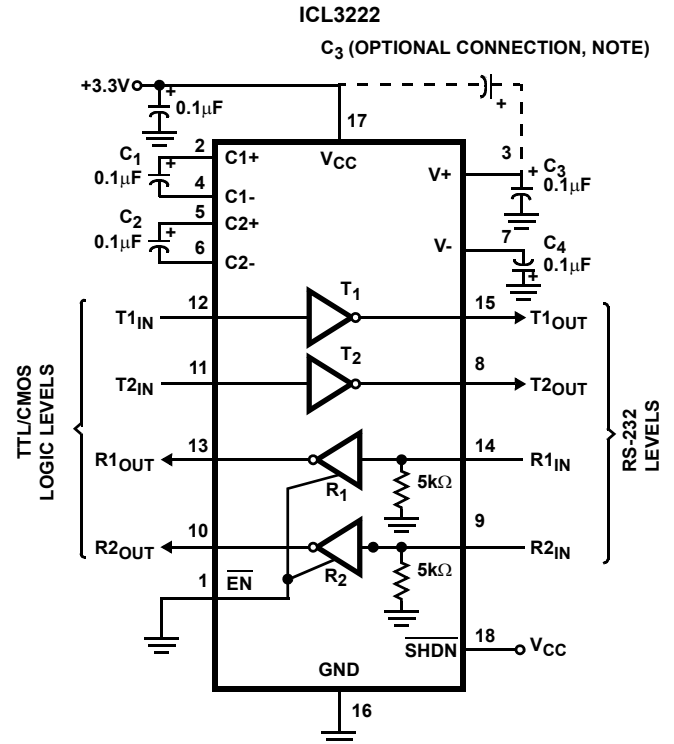 ICL3222
C3 (OPTIONAL CONNECTION, NOTE)
+3.3V
+
0.1µF
+
17
2
C1+
VCC
C1
0.1µF
+
4
C1-
3
V+
+
C3
0.1µF
5
C2+
C2
0.1µF
+
6
C2-
7
V-
C4
0.1µF
+
T1
T1IN
12
15
T1OUT
T2
T2IN
11
8
T2OUT
TTL/CMOS
LOGIC LEVELS
RS-232
LEVELS
R1OUT
13
14
R1IN
R1
5kΩ
R2OUT
10
9
R2IN
R2
5kΩ
1
EN
SHDN
18
VCC
GND
16